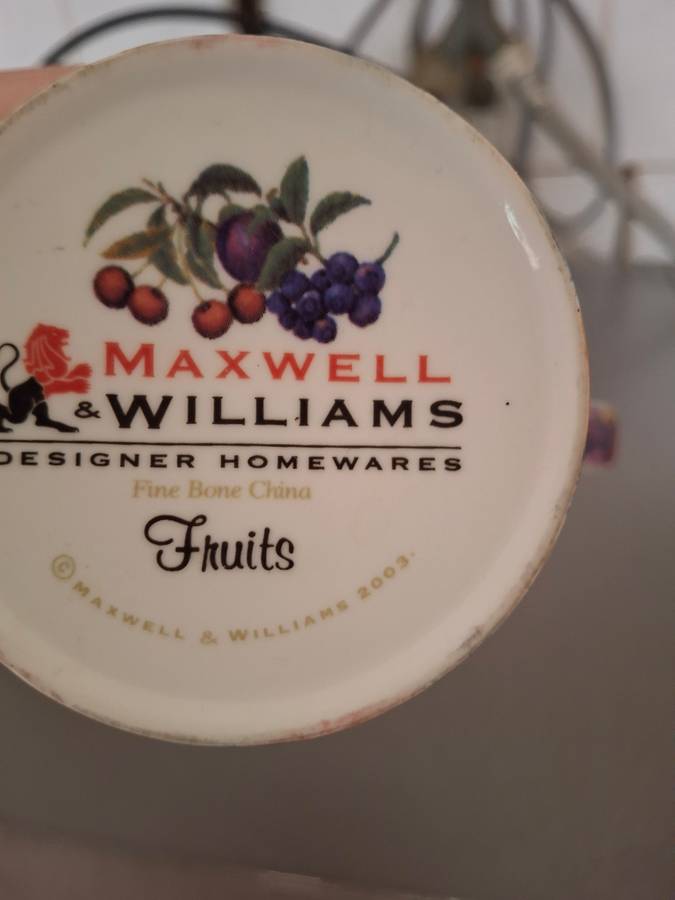 MAXWELL
& WILLIAMS
DESIGNER HOMEWARES
Fine Bone China
Fruits
© MAXWELL & WILLIAMS 2003.